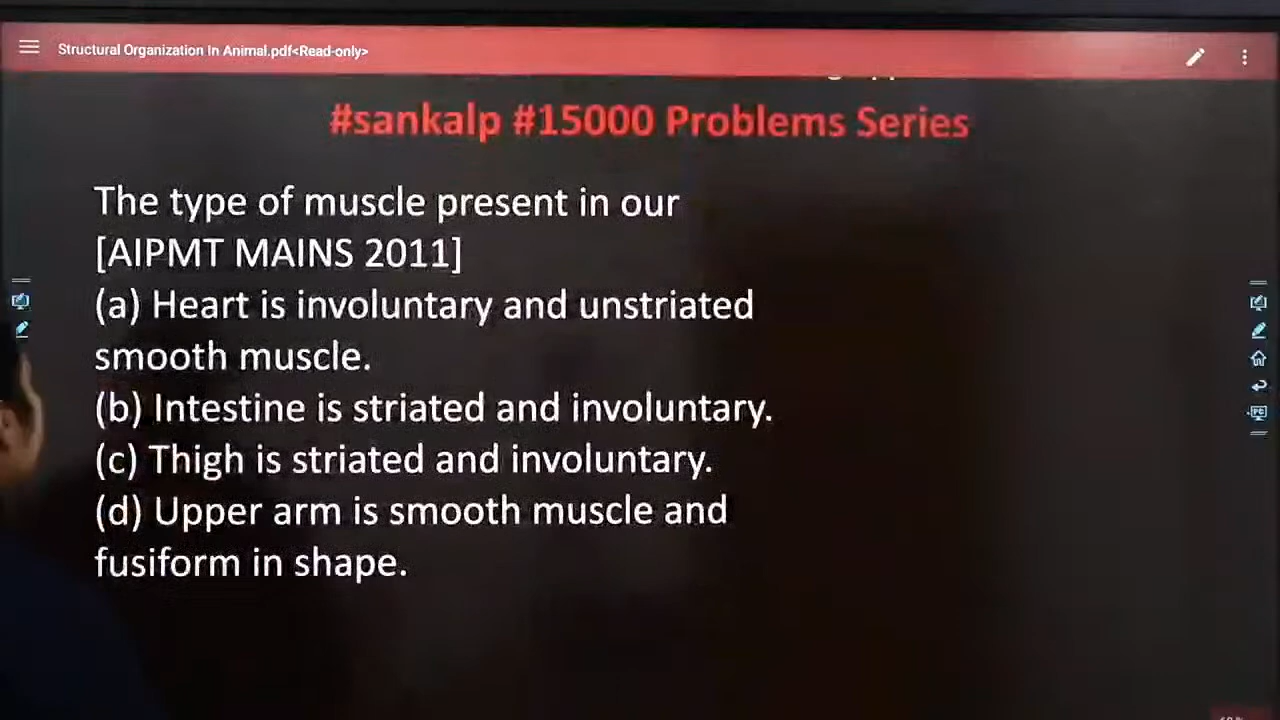 Structural Organization In Animal.pdf<Read-only>
#sankalp #15000 Problems Series
The type of muscle present in our
[AIPMT MAINS 2011]
(a) Heart is involuntary and unstriated
smooth muscle.
(b) Intestine is striated and involuntary.
(c) Thigh is striated and involuntary.
(d) Upper arm is smooth muscle and
fusiform in shape.
PC